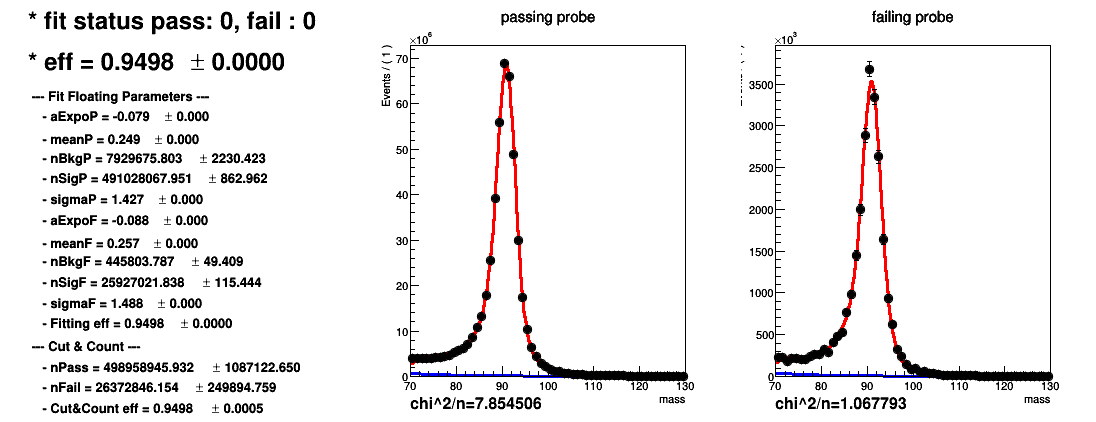 * fit status pass: 0, fail : 0
* eff = 0.9498 ± 0.0000
--- Fit Floating Parameters ---
- aExpoP = -0.079 ± 0.000
- meanP = 0.249 ± 0.000
- nBkgP = 7929675.803 ± 2230.423
- nSigP = 491028067.951 ± 862.962
- sigmaP = 1.427 ± 0.000
- aExpoF = -0.088 ± 0.000
- meanF = 0.257 ± 0.000
- nBkgF = 445803.787 ± 49.409
- nSigF = 25927021.838 ± 115.444
- sigmaF = 1.488 ± 0.000
- Fitting eff = 0.9498 ± 0.0000
--- Cut & Count ---
- nPass = 498958945.932 ± 1087122.650
- nFail = 26372846.154 ± 249894.759
- Cut&Count eff = 0.9498 ± 0.0005
passing probe
×10^6
Events / ( 1 )
70
60
50
40
30
20
10
0
70 80 90 100 110 120 130
mass
chi^2/n=7.854506
failing probe
×10^3
3500
3000
2500
2000
1500
1000
500
0
70 80 90 100 110 120 130
mass
chi^2/n=1.067793